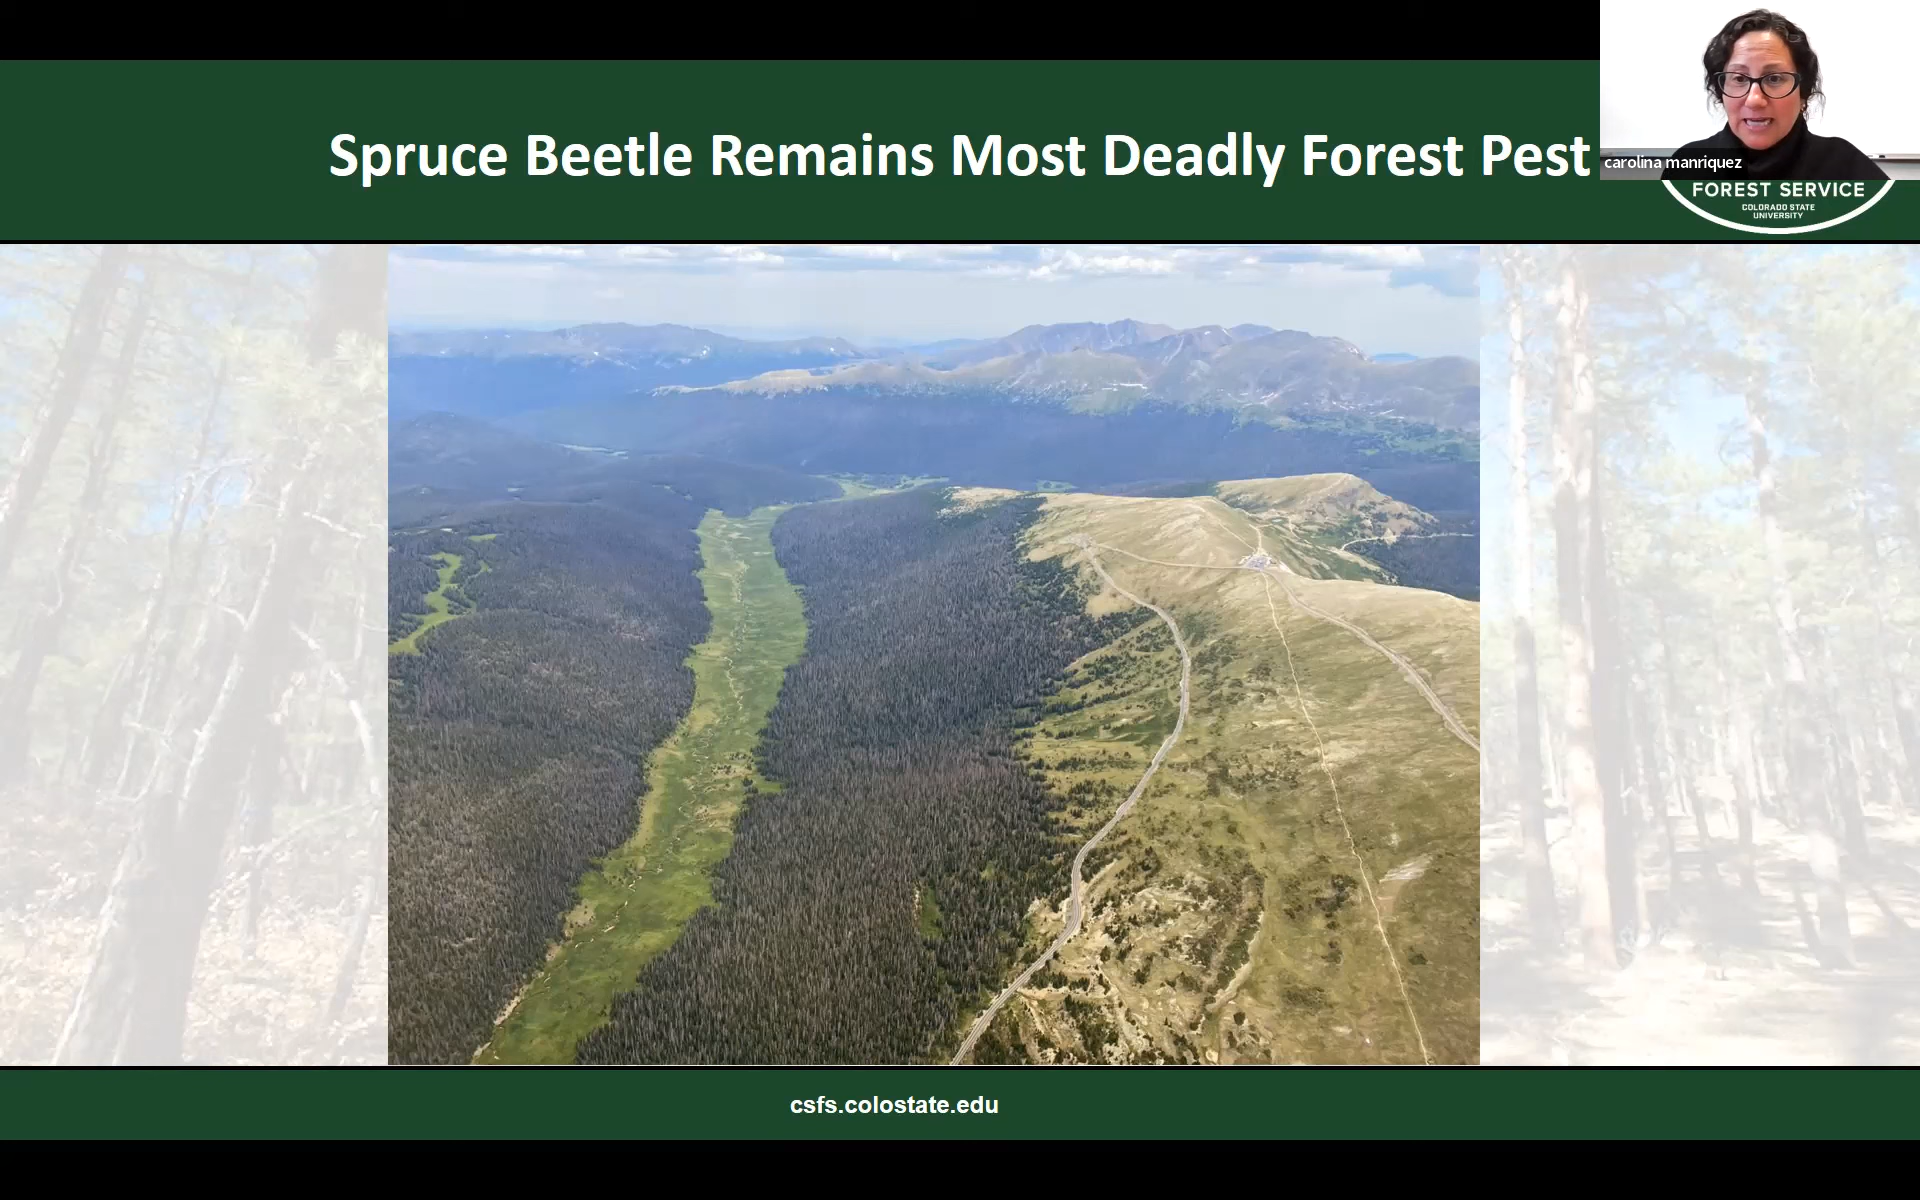 Spruce Beetle Remains Most Deadly Forest Pest
carolina manriquez
FOREST SERVICE
COLORADO STATE
UNIVERSITY
csfs.colostate.edu